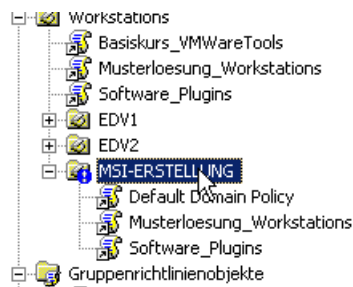 Workstations
Basiskurs_VMWareTools
Musterloesung_Workstations
Software_Plugins
EDV1
EDV2
MSI-ERSTELLUNG
Default Domain Policy
Musterloesung_Workstations
Software_Plugins
Gruppenrichtlinienobjekte